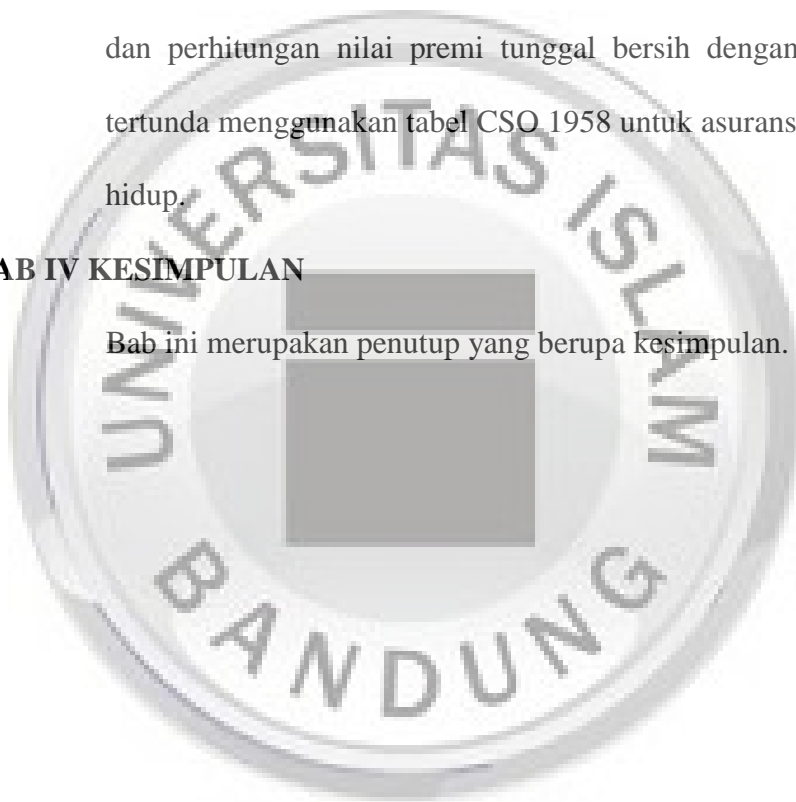 dan perhitungan nilai premi tunggal bersih dengan
tertunda menggunakan tabel CSO 1958 untuk asurans
hidup.
AB IV KESIMPULAN
Bab ini merupakan penutup yang berupa kesimpulan.
UNIVERSITAS ISLAM
BANDUNG